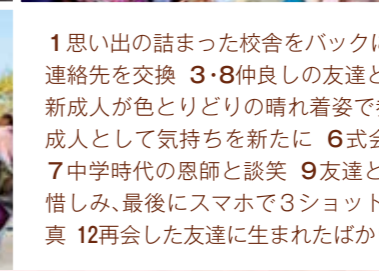 1思い出の詰まった校舎をバックに
連絡先を交換 3・8仲良しの友達と
新成人が色とりどりの晴れ着姿で
成人として気持ちを新たに 6式会
7中学時代の恩師と談笑 9友達と
惜しみ、最後にスマホで3ショット
真 12再会した友達に生まれたばか